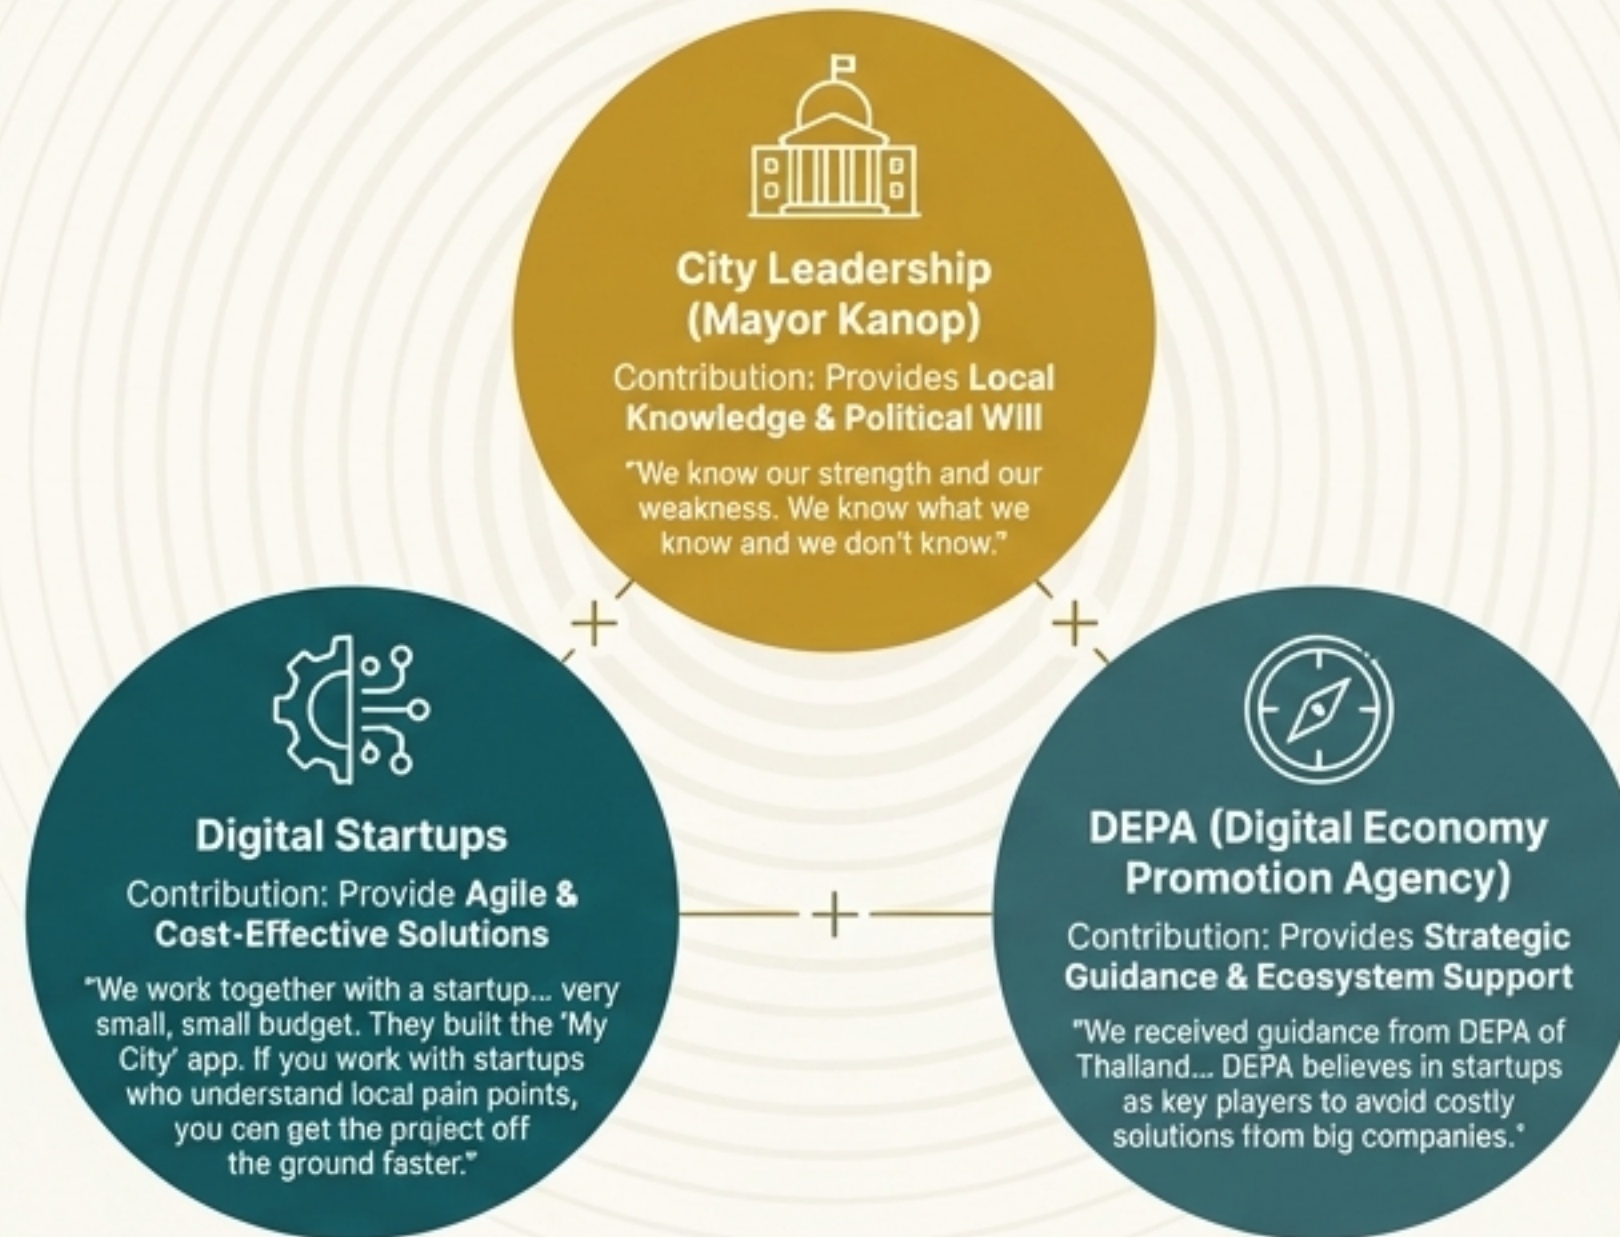 City Leadership
(Mayor Kanop)
Contribution: Provides Local
Knowledge & Political Will
"We know our strength and our
weakness. We know what we
know and we don't know."
Digital Startups
Contribution: Provide Agile &
Cost-Effective Solutions
"We work together with a startup... very
small, small budget. They built the 'My
City' app. If you work with startups
who understand local pain points,
you cen get the project off
the ground faster."
DEPA (Digital Economy
Promotion Agency)
Contribution: Provides Strategic
Guidance & Ecosystem Support
"We received guidance from DEPA of
Thalland... DEPA believes in startups
as key players to avoid costly
solutions ffom big companies."